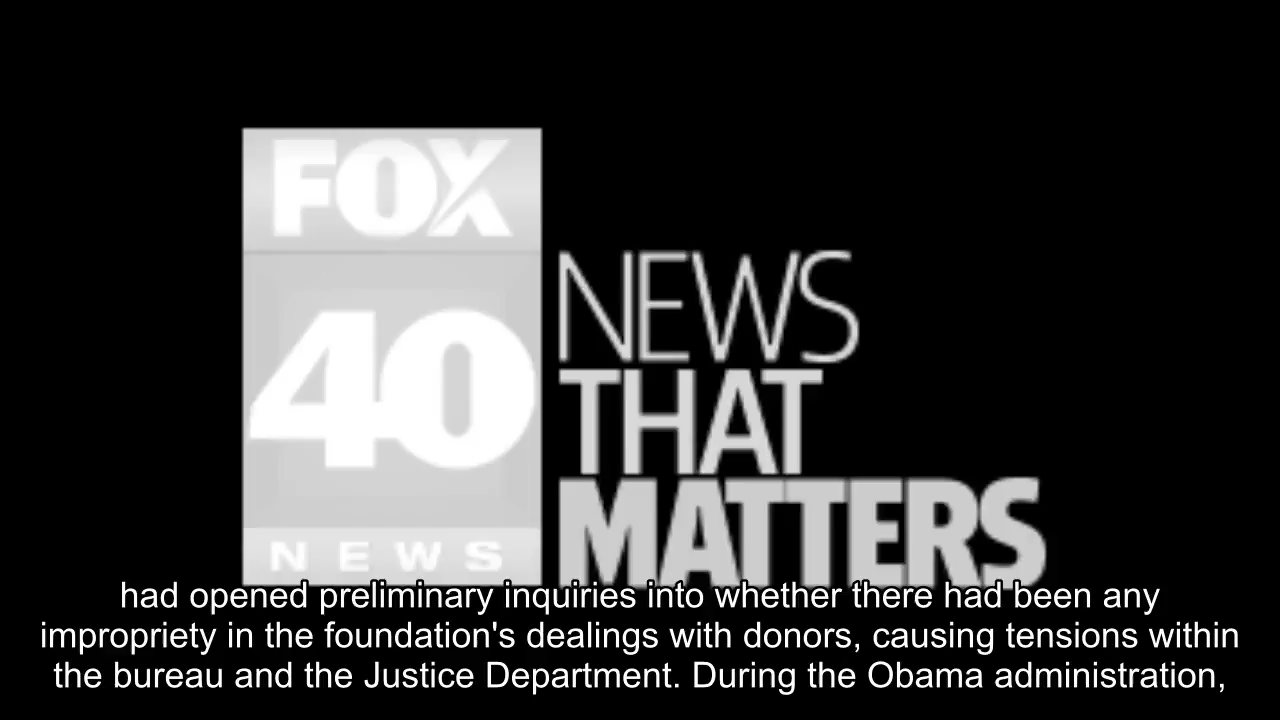 FOX
40
NEWS
NEWS
THAT
MATTERS
had opened preliminary inquiries into whether there had been any
impropriety in the foundation's dealings with donors, causing tensions within
the bureau and the Justice Department. During the Obama administration,